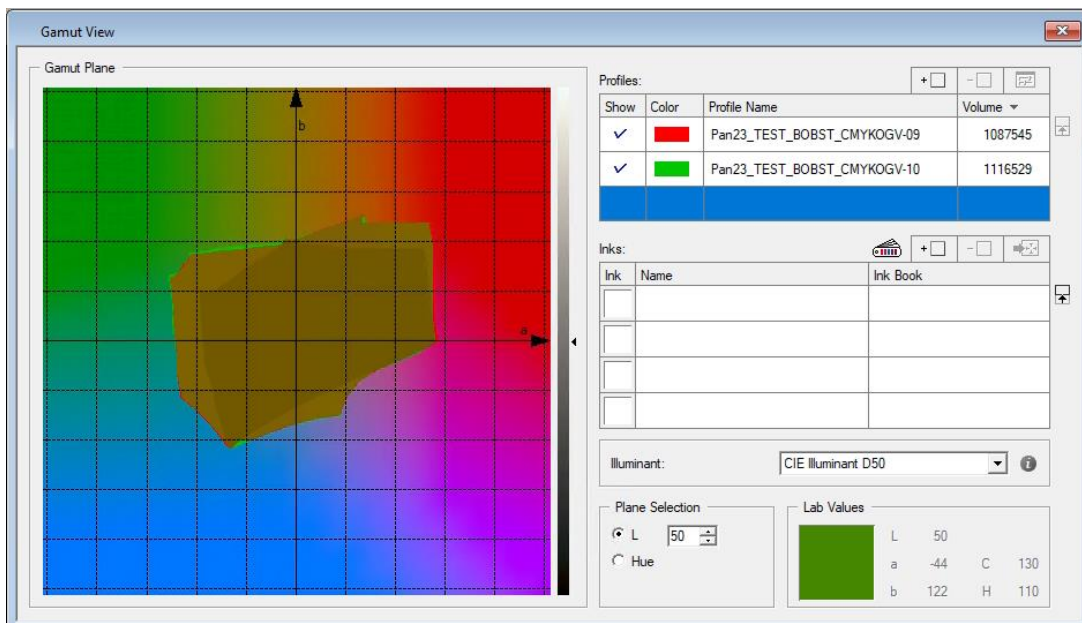 Gamut View
Gamut Plane
b
a
Profiles:
Show Color Profile Name Volume
Pan23_TEST_BOBST_CMYKOGV-09 1087545
Pan23_TEST_BOBST_CMYKOGV-10 1116529
Inks:
Ink Name Ink Book
Illuminant: CIE Illuminant D50
Plane Selection
L 50
Hue
Lab Values
L 50
a -44 C 130
b 122 H 110